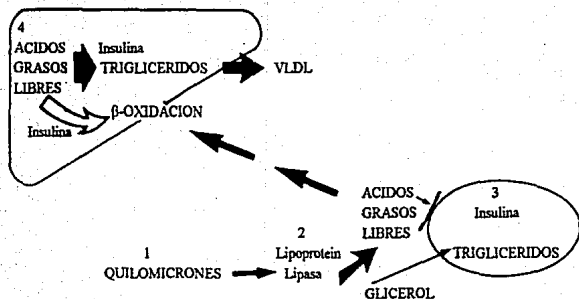 4
ACIDOS
GRASOS
LIBRES
Insulina
TRIGLICERIDOS
VLDL
β-OXIDACION
Insulina
ACIDOS
GRASOS
LIBRES
3
Insulina
TRIGLICERIDOS
1
QUILOMICRONES
2
Lipoprotein
Lipasa
GLICEROL